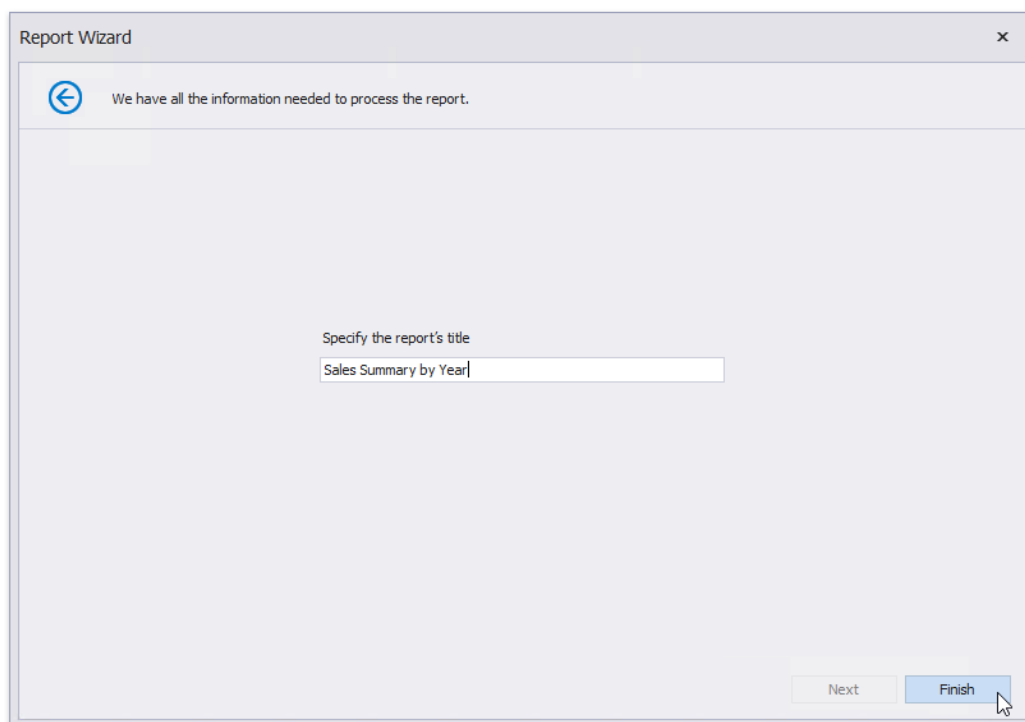 Report Wizard
We have all the information needed to process the report.
Specify the report's title
Sales Summary by Year
Next
Finish